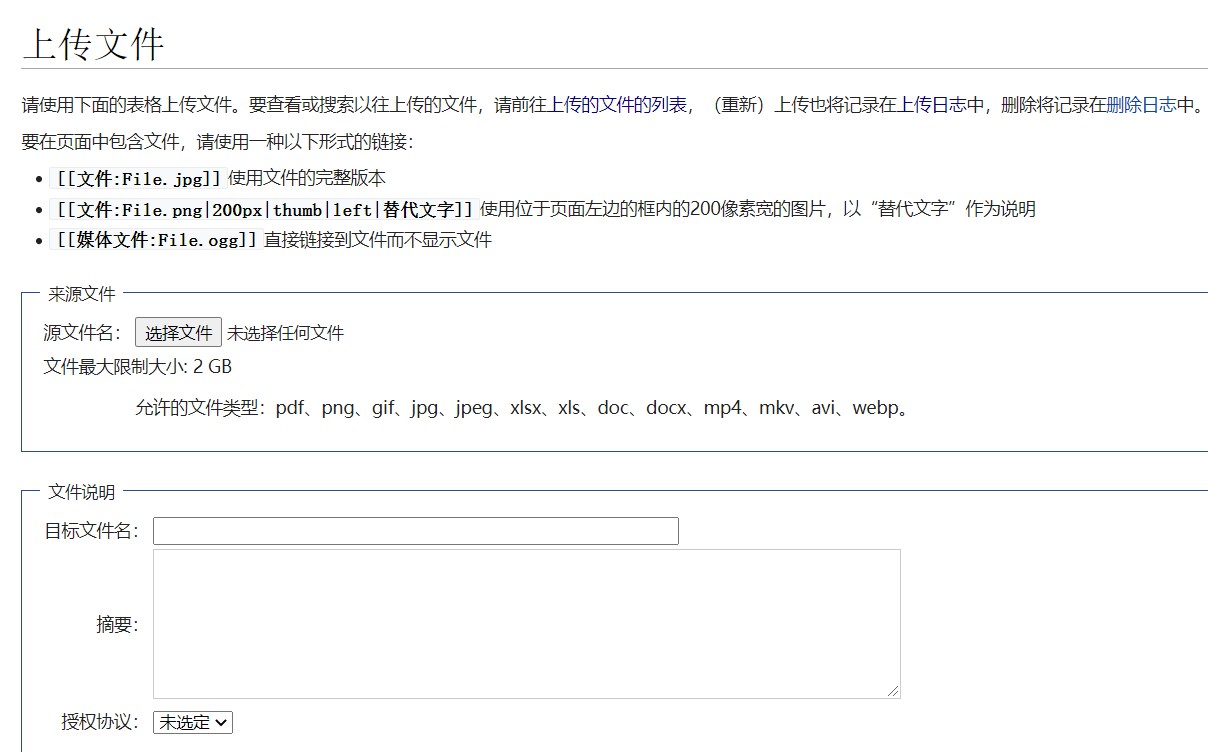 上传文件
请使用下面的表格上传文件。要查看或搜索以往上传的文件，请前往上传的文件的列表，（重新）上传也将记录在上传日志中，删除将记录在删除日志中。
要在页面中包含文件，请使用一种以下形式的链接：
• [[文件:File.jpg]] 使用文件的完整版本
• [[文件:File.png|200px|thumb|left|替代文字]] 使用位于页面左边的框内的200像素宽的图片，以“替代文字”作为说明
• [[媒体文件:File.ogg]] 直接链接到文件而不显示文件
来源文件
源文件名： 选择文件 未选择任何文件
文件最大限制大小: 2 GB
允许的文件类型：pdf、png、gif、jpg、jpeg、xlsx、xls、doc、docx、mp4、mkv、avi、webp。
文件说明
目标文件名：
摘要：
授权协议： 未选定